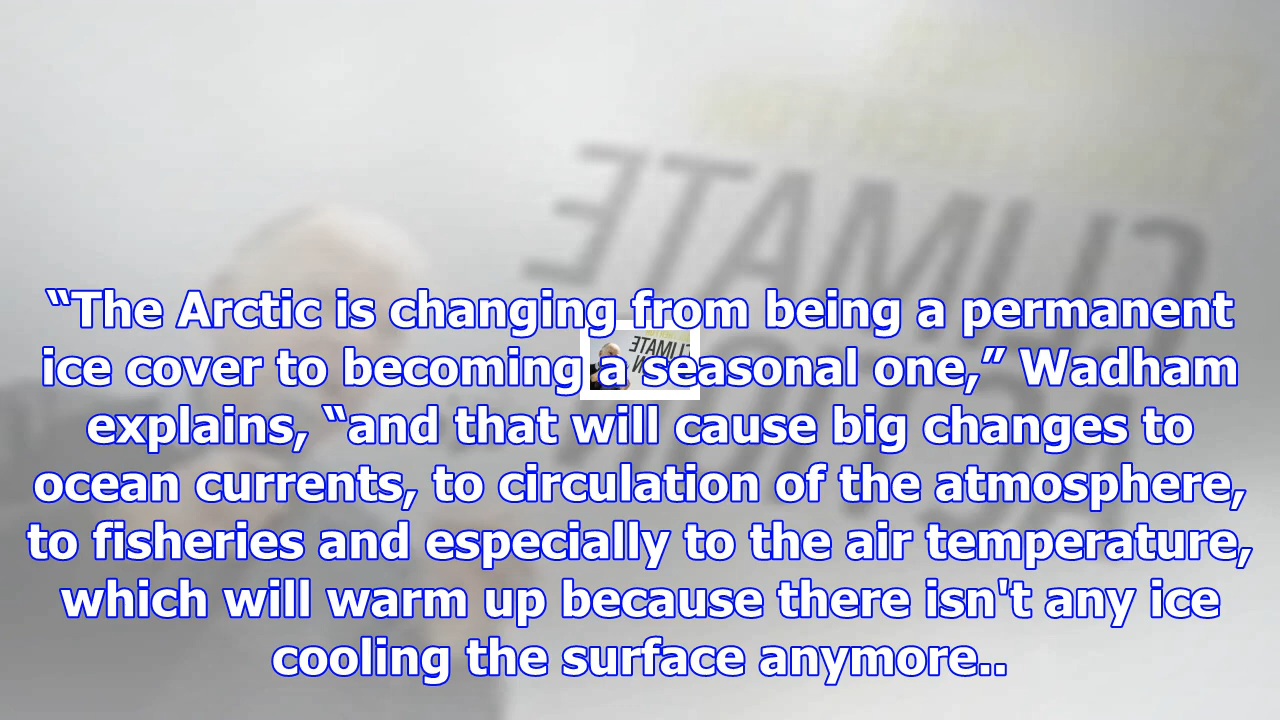 “The Arctic is changing from being a permanent
ice cover to becoming a seasonal one,” Wadham
explains, “and that will cause big changes to
ocean currents, to circulation of the atmosphere,
to fisheries and especially to the air temperature,
which will warm up because there isn't any ice
cooling the surface anymore..
CLIMATE
ACTION